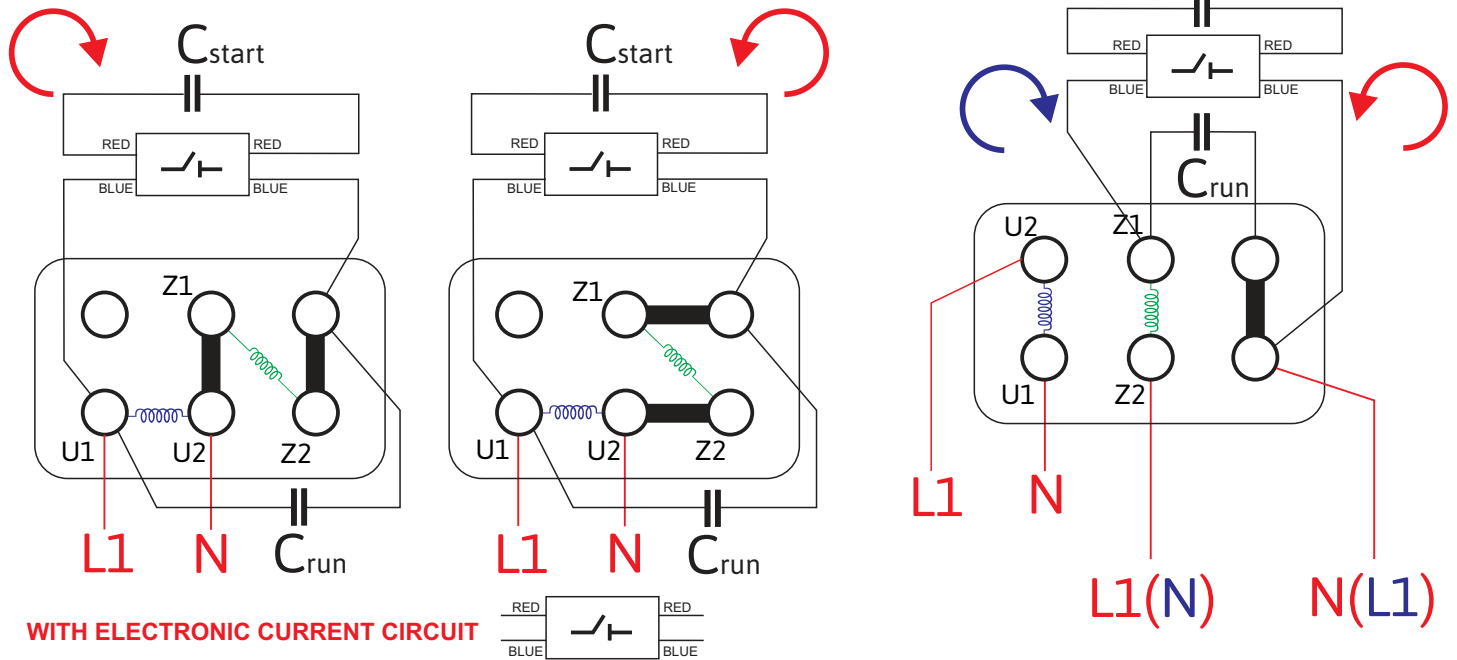 Cstart
RED RED
BLUE BLUE
Z1
U1 U2 Z2
L1 N Crun
Cstart
RED RED
BLUE BLUE
Z1
U1 U2 Z2
L1 N Crun
RED RED
BLUE BLUE
Crun
U2 Z1
U1 Z2
L1 N
L1(N) N(L1)
WITH ELECTRONIC CURRENT CIRCUIT
RED RED
BLUE BLUE